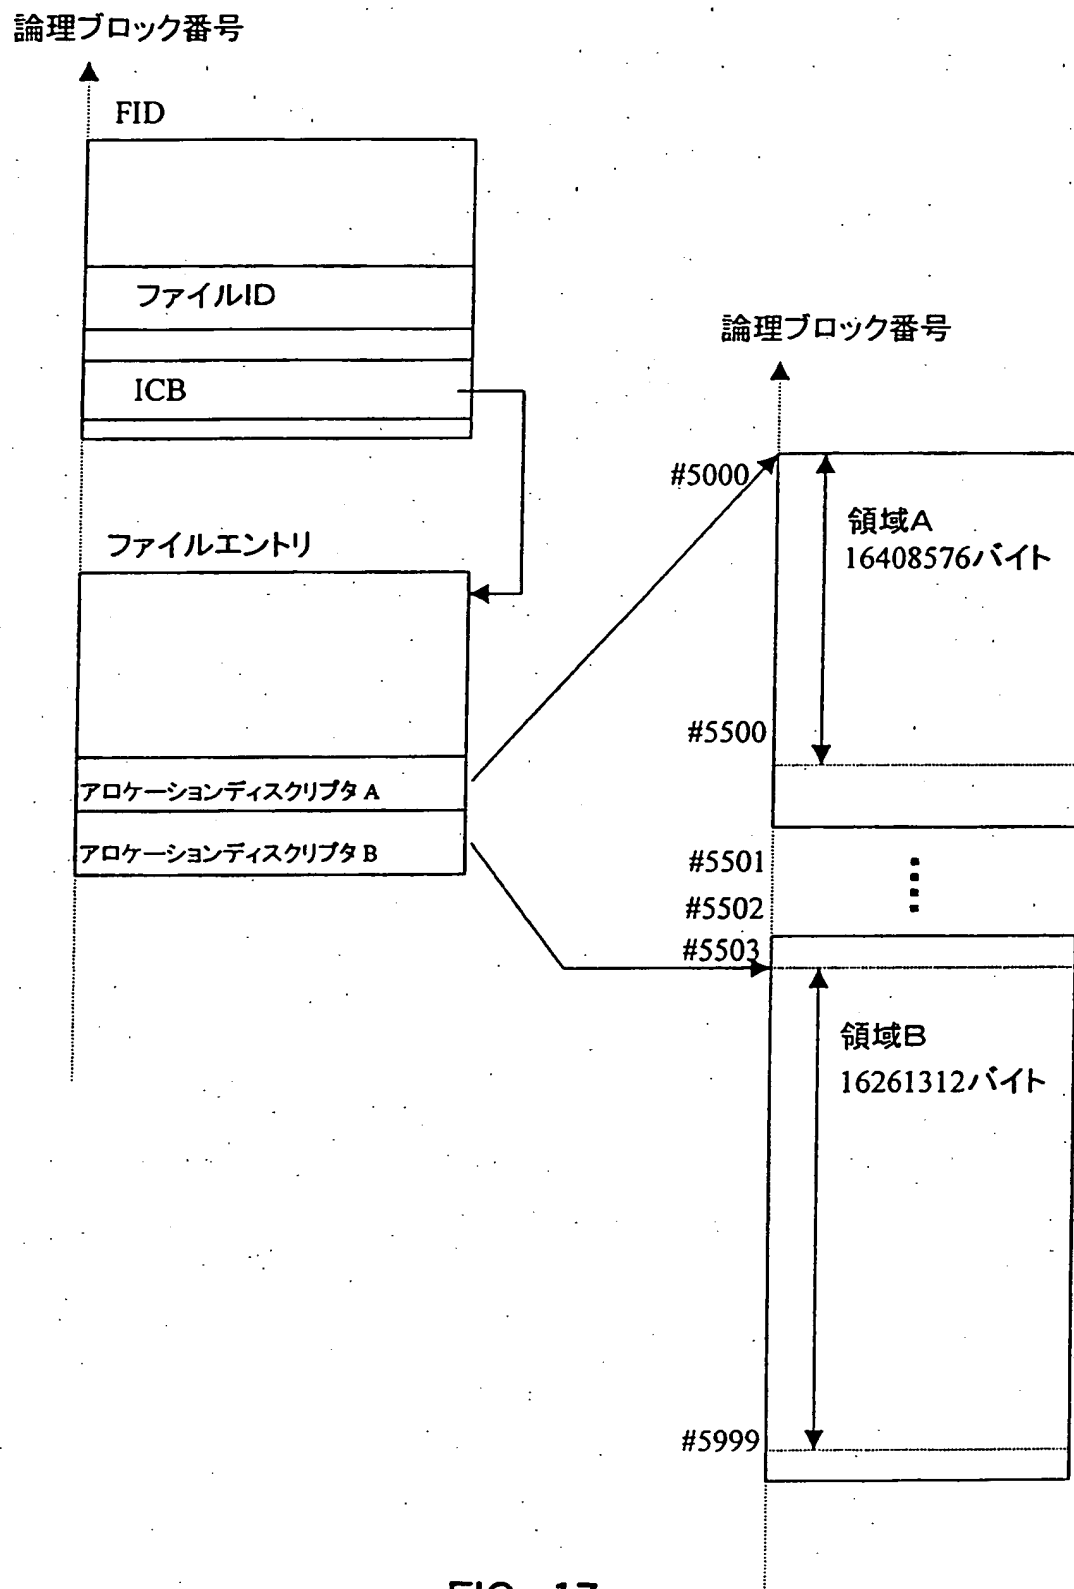 論理ブロック番号
FID
ファイルID
ICB
ファイルエントリ
アロケーションディスクリプタ A
アロケーションディスクリプタ B
論理ブロック番号
#5000
領域A
16408576バイト
#5500
#5501
#5502
#5503
領域B
16261312バイト
#5999
FIG. 17